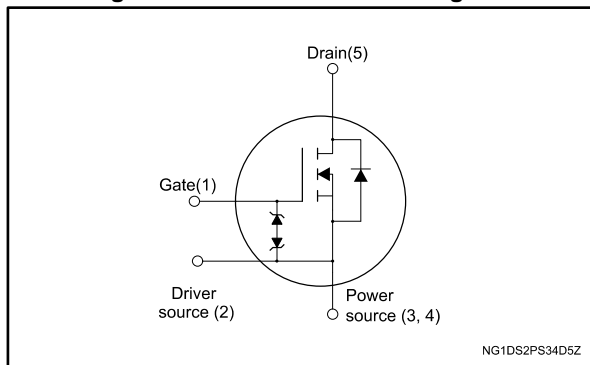 Drain(5)
Gate(1)
Driver
source (2)
Power
source (3, 4)
NG1DS2PS34D5Z